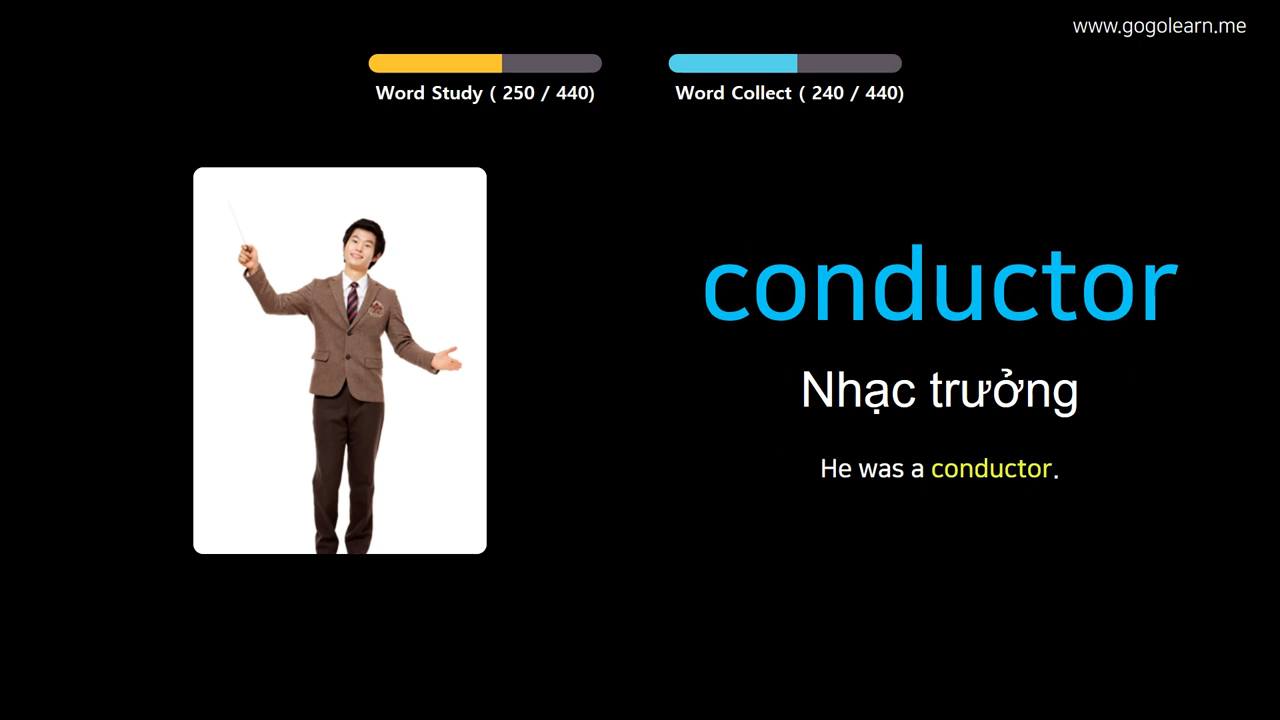 www.gogolearn.me
Word Study ( 250 / 440)
Word Collect ( 240 / 440)
conductor
Nhạc trưởng
He was a conductor.